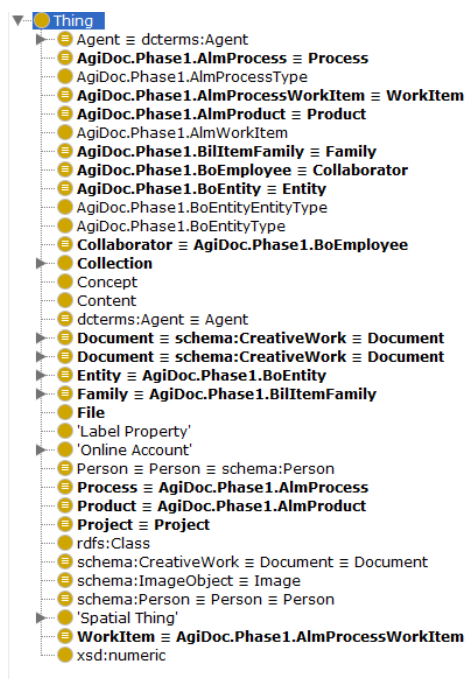 Thing
Agent ≡ dcterms:Agent
AgiDoc.Phase1.AlmProcess ≡ Process
AgiDoc.Phase1.AlmProcessType
AgiDoc.Phase1.AlmProcessWorkItem ≡ WorkItem
AgiDoc.Phase1.AlmProduct ≡ Product
AgiDoc.Phase1.AlmWorkItem
AgiDoc.Phase1.BilItemFamily ≡ Family
AgiDoc.Phase1.BoEmployee ≡ Collaborator
AgiDoc.Phase1.BoEntity ≡ Entity
AgiDoc.Phase1.BoEntityEntityType
AgiDoc.Phase1.BoEntityType
Collaborator ≡ AgiDoc.Phase1.BoEmployee
Collection
Concept
Content
dcterms:Agent ≡ Agent
Document ≡ schema:CreativeWork ≡ Document
Document ≡ schema:CreativeWork ≡ Document
Entity ≡ AgiDoc.Phase1.BoEntity
Family ≡ AgiDoc.Phase1.BilItemFamily
File
'Label Property'
'Online Account'
Person ≡ Person ≡ schema:Person
Process ≡ AgiDoc.Phase1.AlmProcess
Product ≡ AgiDoc.Phase1.AlmProduct
Project ≡ Project
rdfs:Class
schema:CreativeWork ≡ Document ≡ Document
schema:ImageObject ≡ Image
schema:Person ≡ Person ≡ Person
'Spatial Thing'
WorkItem ≡ AgiDoc.Phase1.AlmProcessWorkItem
xsd:numeric